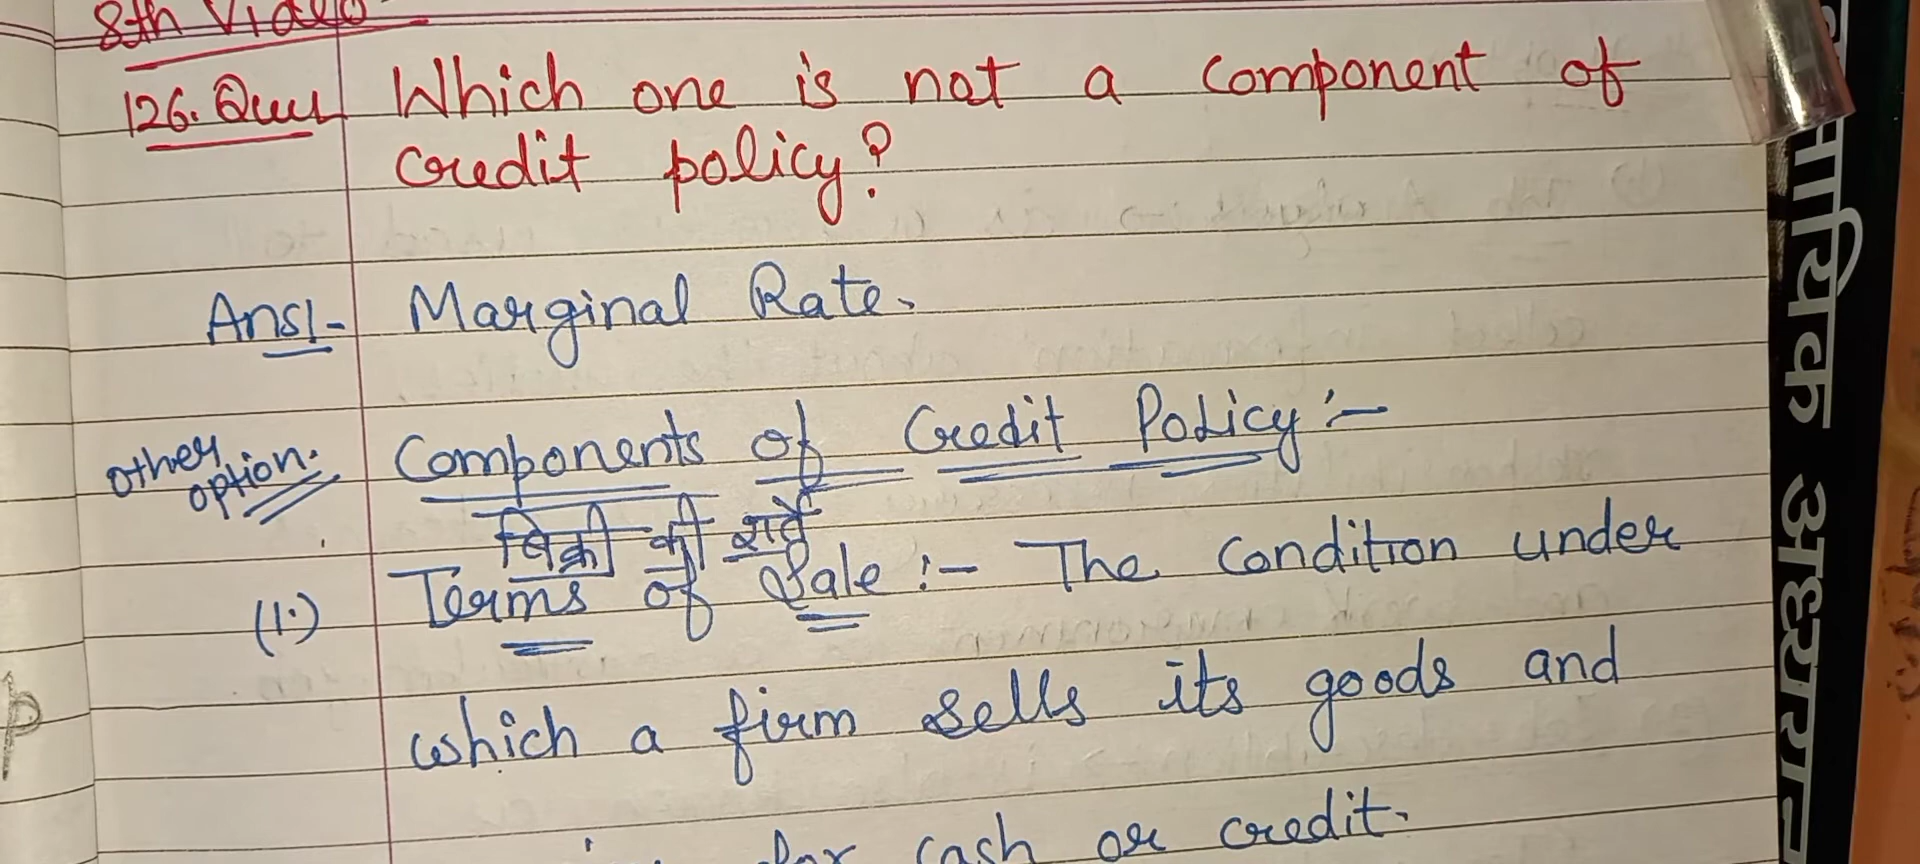 8th Video
126. Ques Which one is not a component of
credit policy?
Ans1- Marginal Rate.
other option. Components of Credit Policy :-
बिक्री की शर्ते
(1.) Terms of Sale :- The condition under
which a firm sells its goods and
for cash or credit.